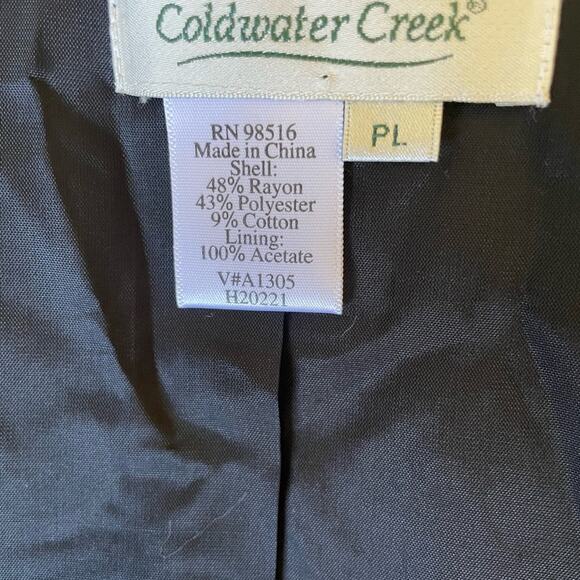 Coldwater Creek®
PL
RN 98516
Made in China
Shell:
48% Rayon
43% Polyester
9% Cotton
Lining:
100% Acetate
V#A1305
H20221